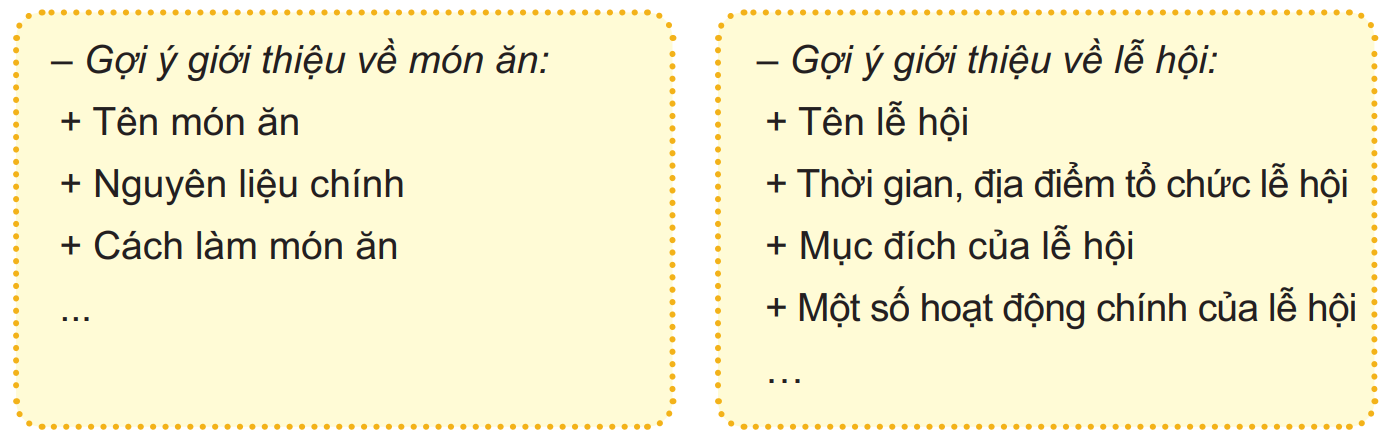 – Gợi ý giới thiệu về món ăn:
+ Tên món ăn
+ Nguyên liệu chính
+ Cách làm món ăn
...
– Gợi ý giới thiệu về lễ hội:
+ Tên lễ hội
+ Thời gian, địa điểm tổ chức lễ hội
+ Mục đích của lễ hội
+ Một số hoạt động chính của lễ hội
...